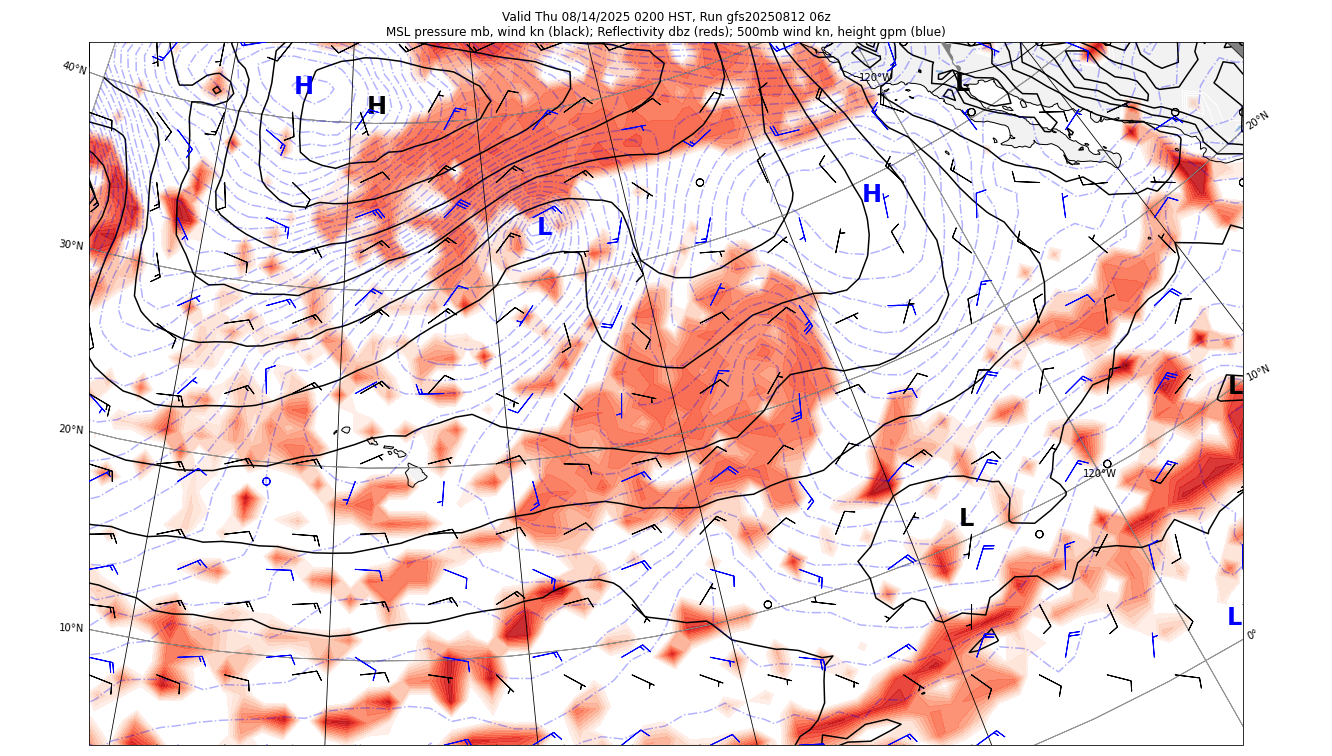 Valid Thu 08/14/2025 0200 HST, Run gfs20250812 06z
MSL pressure mb, wind kn (black); Reflectivity dbz (reds); 500mb wind kn, height gpm (blue)
40°N
H
H
120°W
L
20°N
H
30°N
L
10°N
L
20°N
120°W
L
10°N
L
0°